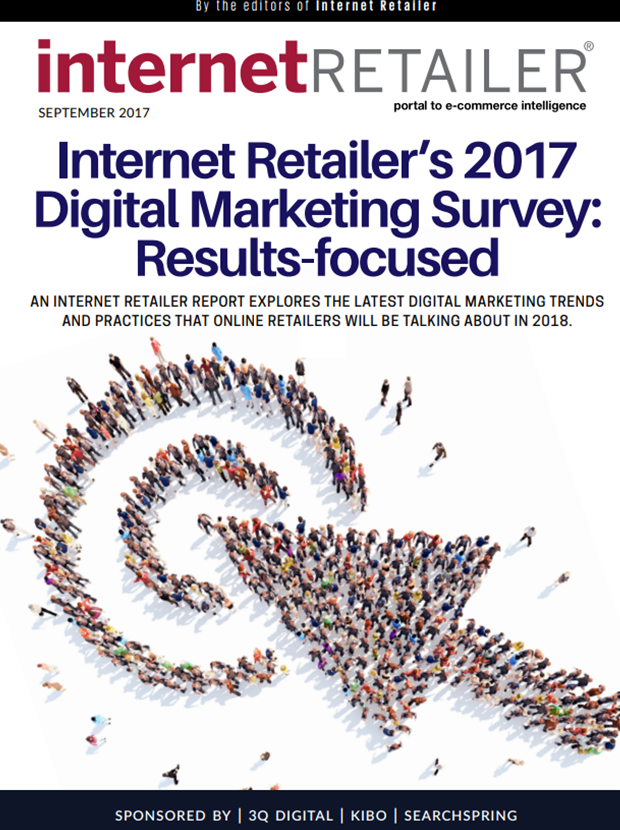 By the editors of Internet Retailer
internetRETAILER®
SEPTEMBER 2017
portal to e-commerce intelligence
Internet Retailer’s 2017
Digital Marketing Survey:
Results-focused
AN INTERNET RETAILER REPORT EXPLORES THE LATEST DIGITAL MARKETING TRENDS
AND PRACTICES THAT ONLINE RETAILERS WILL BE TALKING ABOUT IN 2018.
SPONSORED BY | 3Q DIGITAL | KIBO | SEARCHSPRING